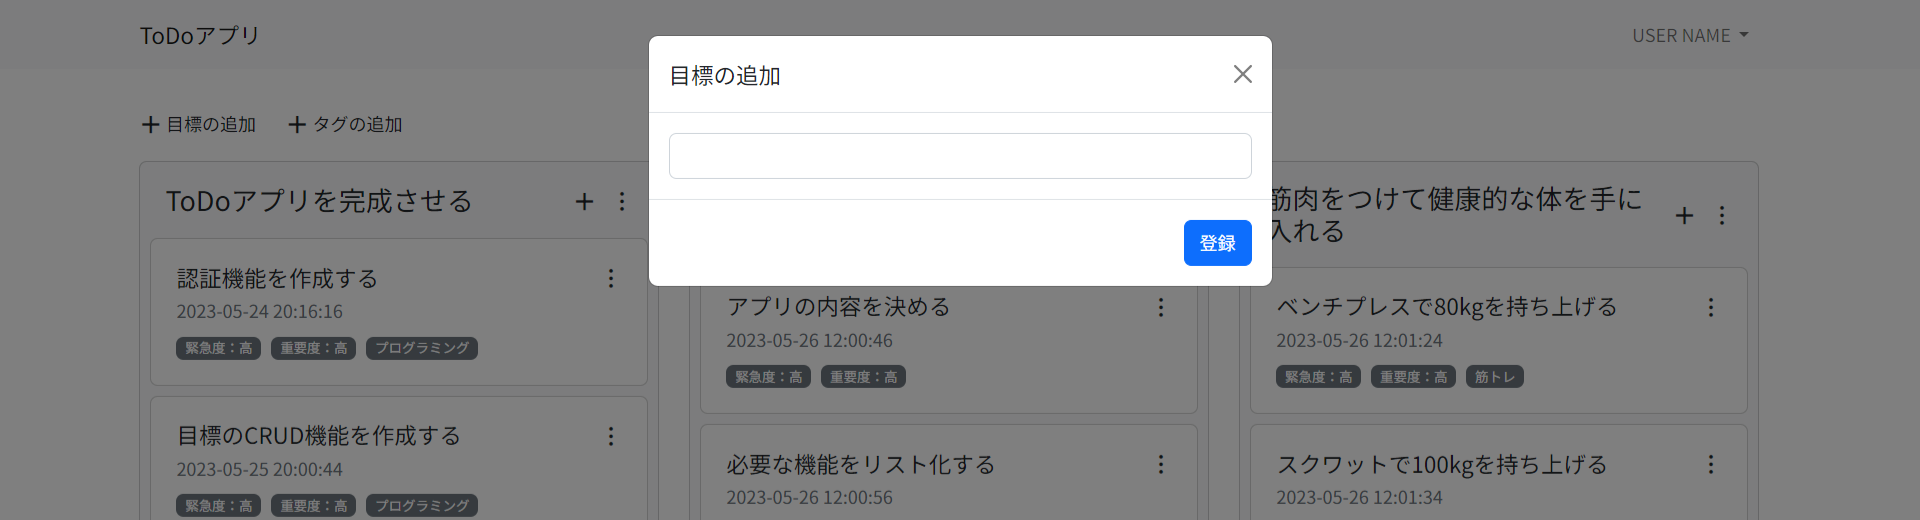 ToDoアプリ
USER NAME
目標の追加
登録
目標の追加
タグの追加
ToDoアプリを完成させる
認証機能を作成する
2023-05-24 20:16:16
緊急度：高 重要度：高 プログラミング
目標のCRUD機能を作成する
2023-05-25 20:00:44
緊急度：高 重要度：高 プログラミング
アプリの内容を決める
2023-05-26 12:00:46
緊急度：高 重要度：高
必要な機能をリスト化する
2023-05-26 12:00:56
筋肉をつけて健康的な体を手に
入れる
ベンチプレスで80kgを持ち上げる
2023-05-26 12:01:24
緊急度：高 重要度：高 筋トレ
スクワットで100kgを持ち上げる
2023-05-26 12:01:34